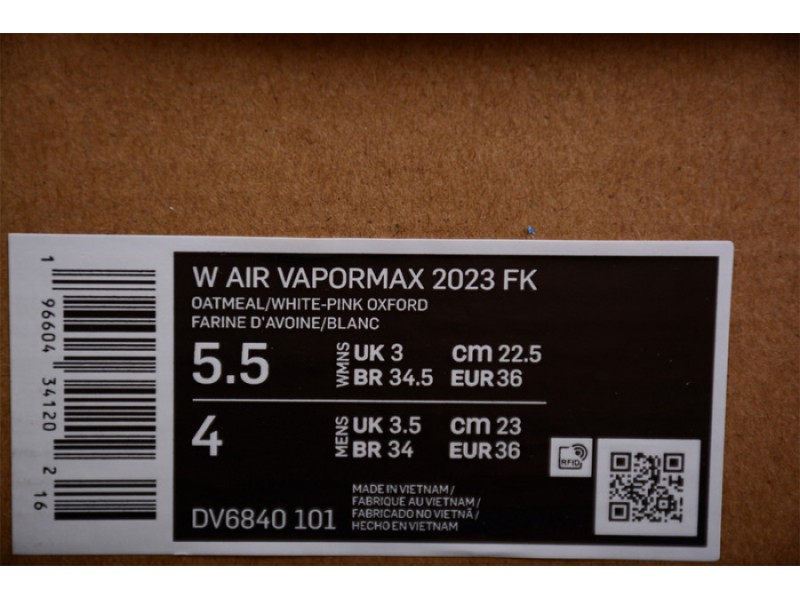 W AIR VAPORMAX 2023 FK
OATMEAL/WHITE-PINK OXFORD
FARINE D'AVOINE/BLANC
5.5
WMNS
UK 3 cm 22.5
BR 34.5 EUR 36
4
MENS
UK 3.5 cm 23
BR 34 EUR 36
RFID
DV6840 101
MADE IN VIETNAM /
FABRIQUE AU VIETNAM /
FABRICADO NO VIETNÃ /
HECHO EN VIETNAM
1 96604 34120 2 16